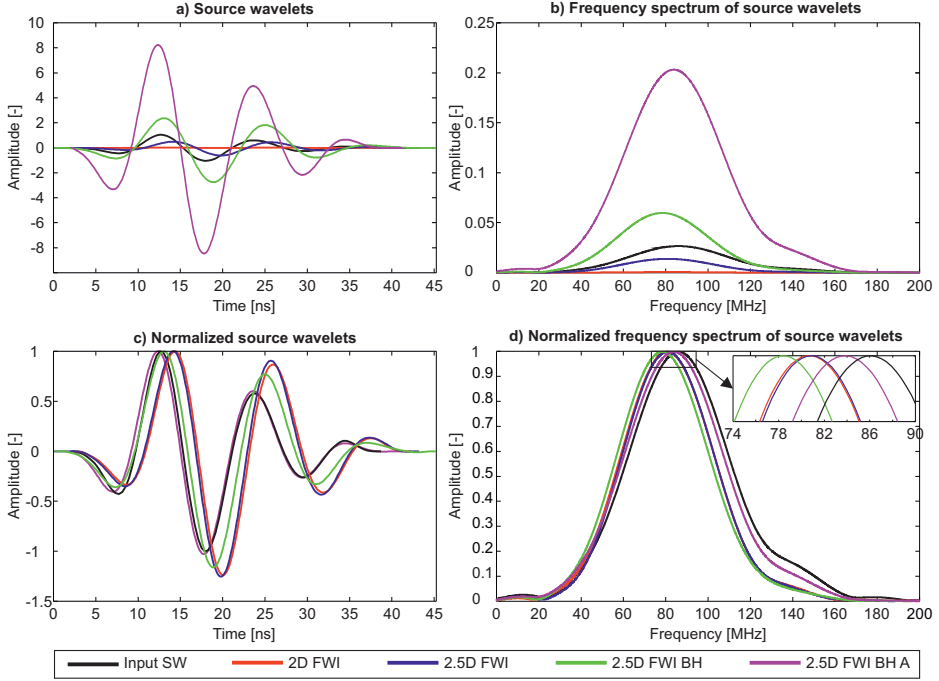 a) Source wavelets
10
8
6
4
2
0
-2
-4
-6
-8
Amplitude [-]
0 5 10 15 20 25 30 35 40 45
Time [ns]
b) Frequency spectrum of source wavelets
0.25
0.2
0.15
0.1
0.05
0
Amplitude [-]
0 20 40 60 80 100 120 140 160 180 200
Frequency [MHz]
c) Normalized source wavelets
1
0.5
0
-0.5
-1
-1.5
Amplitude [-]
0 5 10 15 20 25 30 35 40 45
Time [ns]
d) Normalized frequency spectrum of source wavelets
1
0.9
0.8
0.7
0.6
0.5
0.4
0.3
0.2
0.1
0
Amplitude [-]
74 78 82 86 90
0 20 40 60 80 100 120 140 160 180 200
Frequency [MHz]
Input SW 2D FWI 2.5D FWI 2.5D FWI BH 2.5D FWI BH A